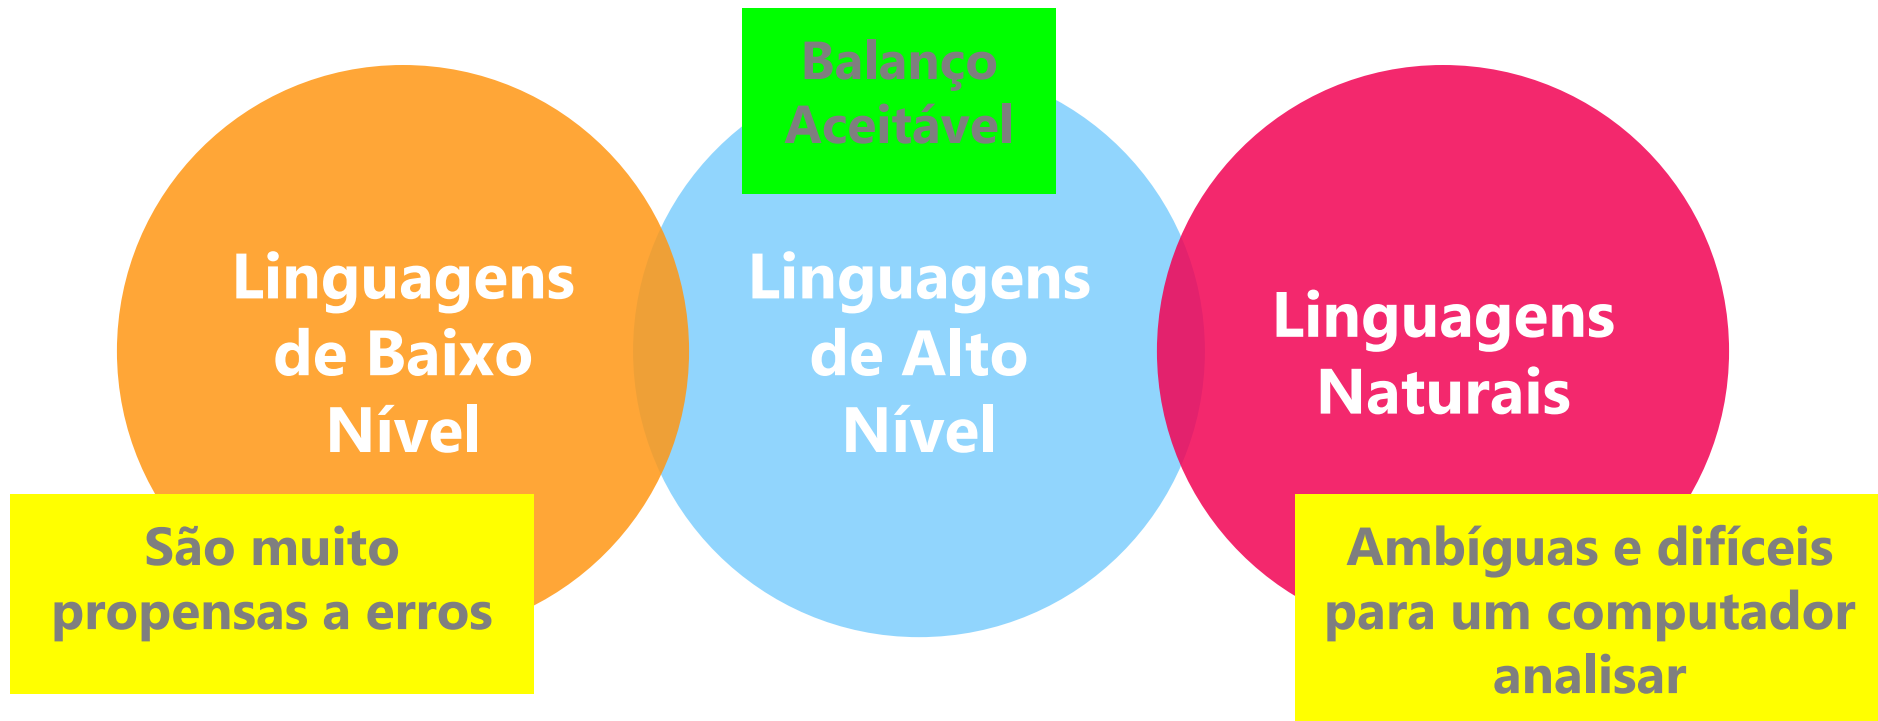 Balanço
Aceitável
Linguagens
de Baixo
Nível
Linguagens
de Alto
Nível
Linguagens
Naturais
São muito
propensas a erros
Ambíguas e difíceis
para um computador
analisar